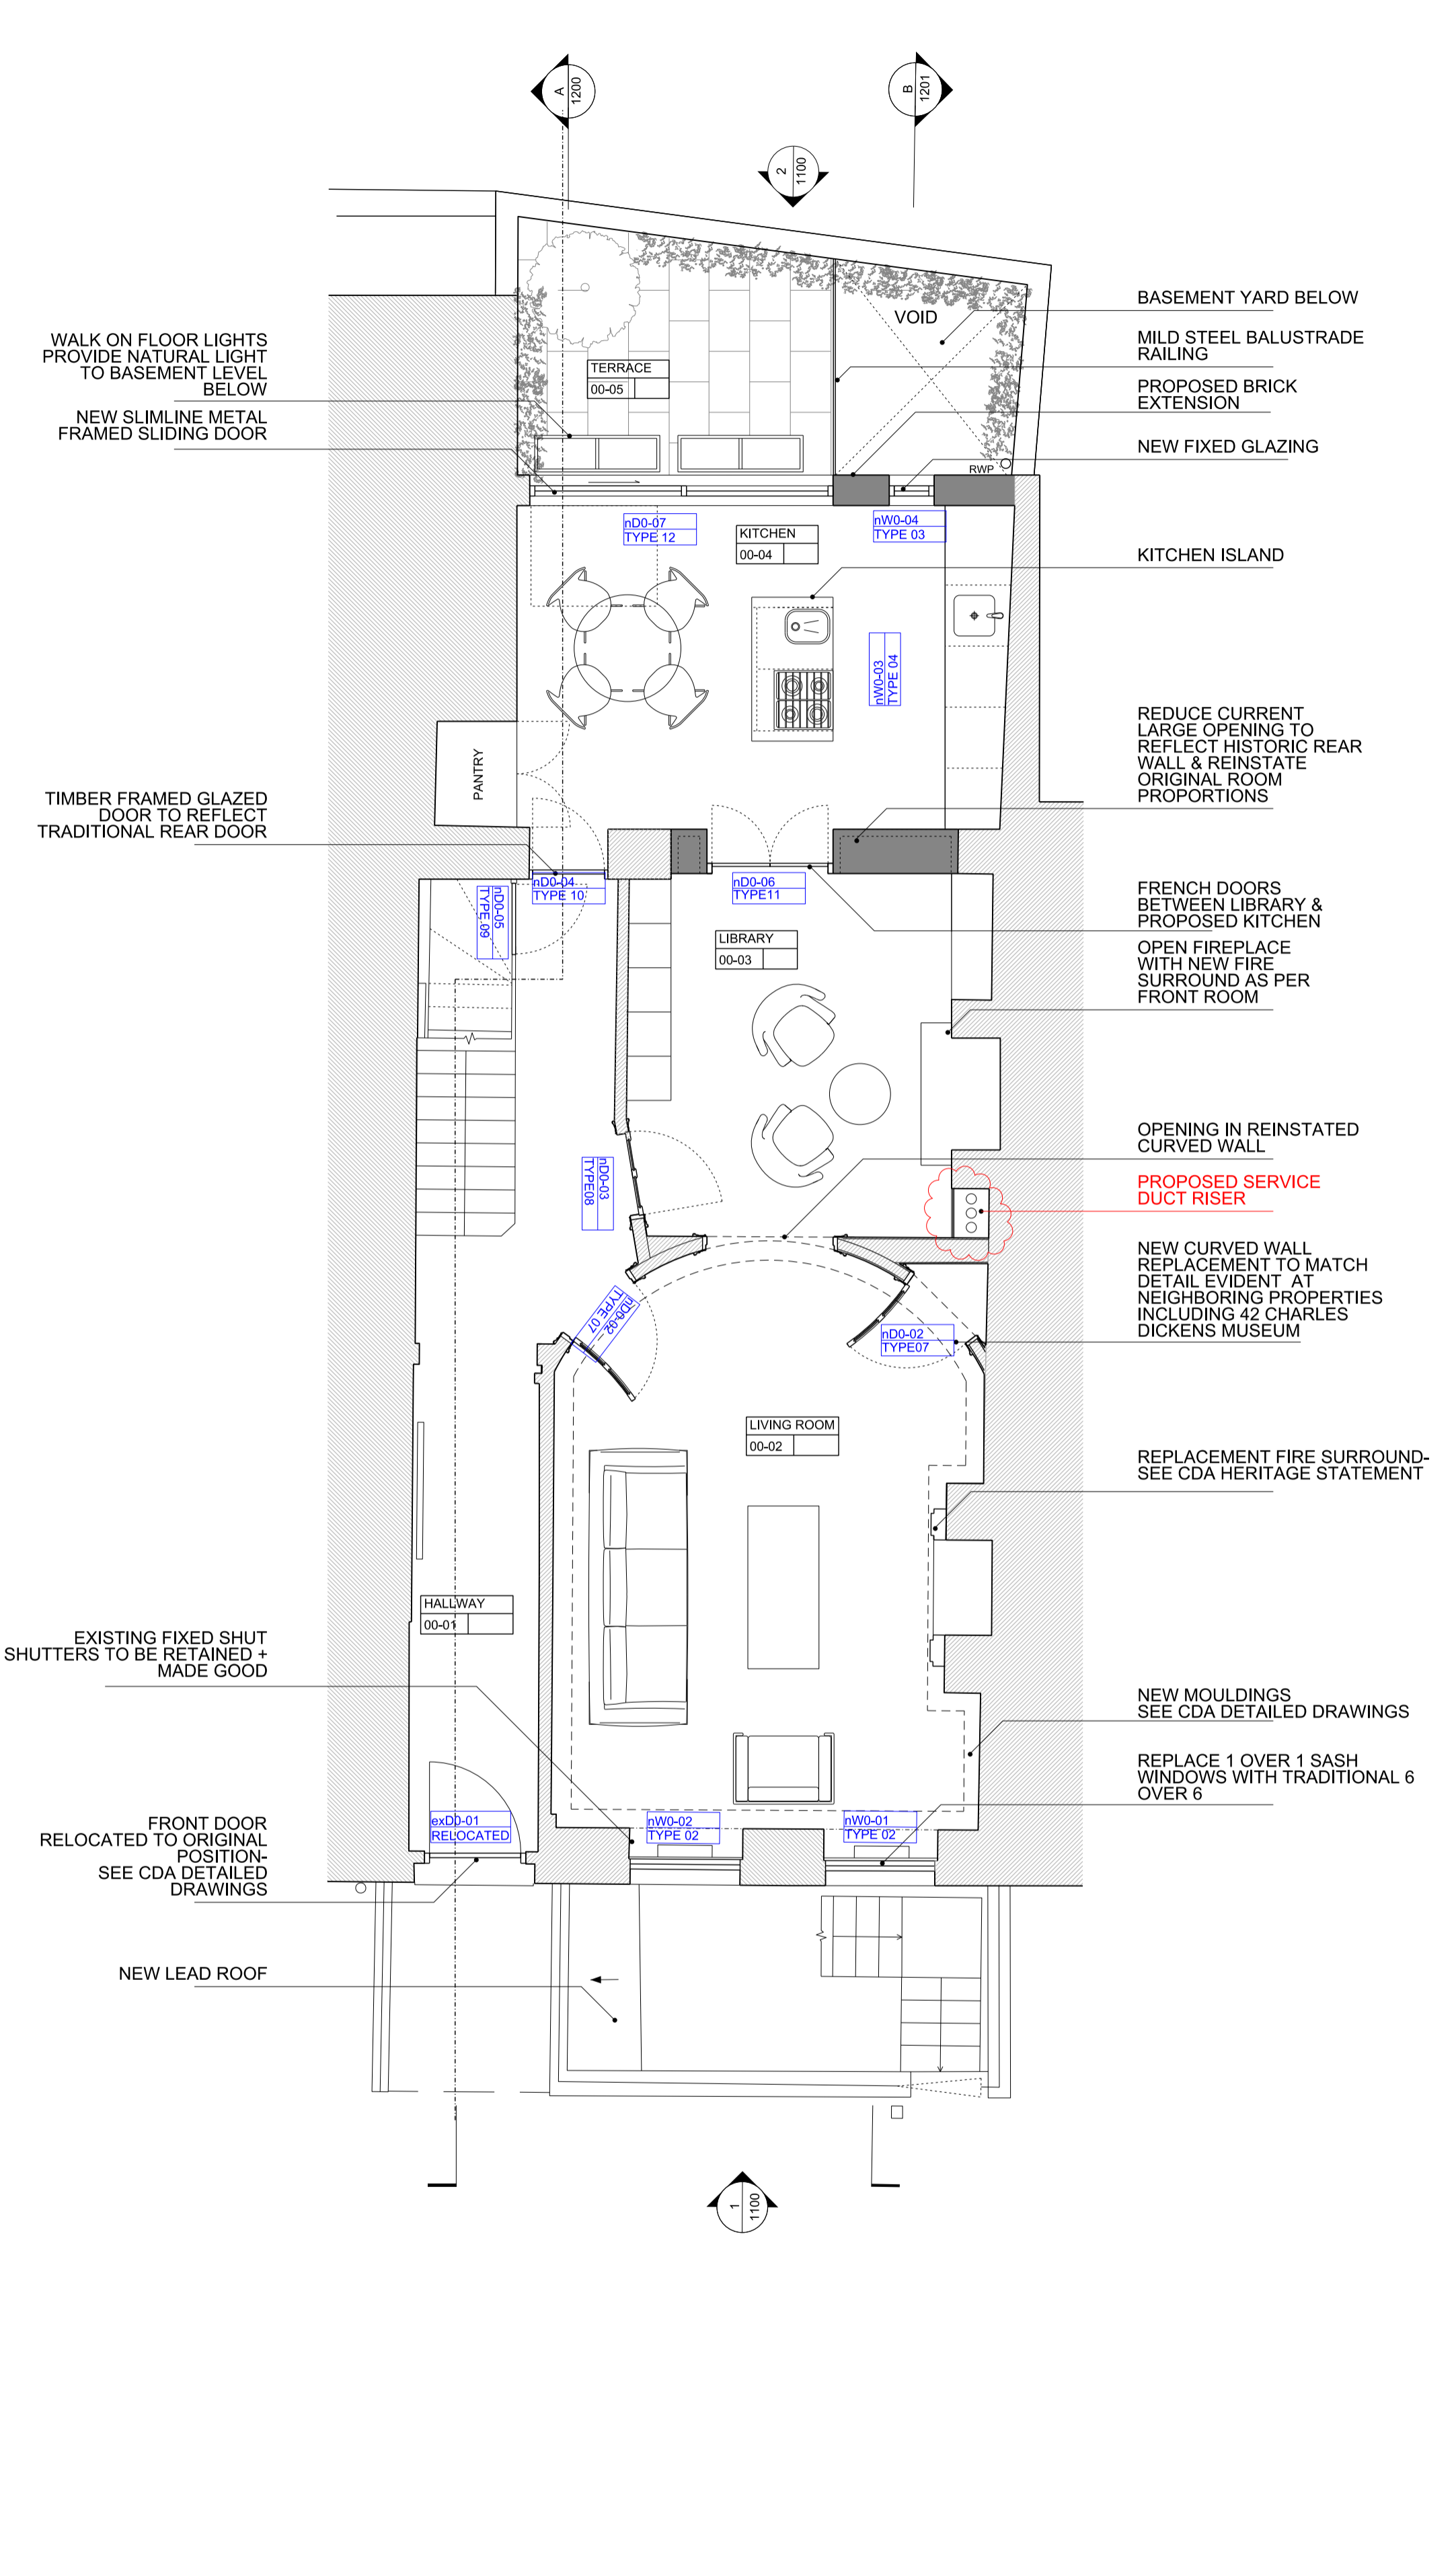 A
1200
B
1201
2
1100
BASEMENT YARD BELOW
VOID
WALK ON FLOOR LIGHTS
PROVIDE NATURAL LIGHT
TO BASEMENT LEVEL
BELOW
MILD STEEL BALUSTRADE
RAILING
TERRACE
00-05
PROPOSED BRICK
EXTENSION
NEW SLIMLINE METAL
FRAMED SLIDING DOOR
NEW FIXED GLAZING
RWP
nD0-07
TYPE 12
KITCHEN
00-04
nW0-04
TYPE 03
KITCHEN ISLAND
nW0-03
TYPE 04
REDUCE CURRENT
LARGE OPENING TO
REFLECT HISTORIC REAR
WALL & REINSTATE
ORIGINAL ROOM
PROPORTIONS
PANTRY
TIMBER FRAMED GLAZED
DOOR TO REFLECT
TRADITIONAL REAR DOOR
nD0-04
TYPE 10
nD0-06
TYPE11
nD0-05
TYPE.09
FRENCH DOORS
BETWEEN LIBRARY &
PROPOSED KITCHEN
LIBRARY
00-03
OPEN FIREPLACE
WITH NEW FIRE
SURROUND AS PER
FRONT ROOM
OPENING IN REINSTATED
CURVED WALL
nD0-03
TYPE08
PROPOSED SERVICE
DUCT RISER
NEW CURVED WALL
REPLACEMENT TO MATCH
DETAIL EVIDENT AT
NEIGHBORING PROPERTIES
INCLUDING 42 CHARLES
DICKENS MUSEUM
nD0-02
TYPE 07
nD0-02
TYPE07
LIVING ROOM
00-02
REPLACEMENT FIRE SURROUND-
SEE CDA HERITAGE STATEMENT
HALLWAY
00-01
EXISTING FIXED SHUT
SHUTTERS TO BE RETAINED +
MADE GOOD
NEW MOULDINGS
SEE CDA DETAILED DRAWINGS
REPLACE 1 OVER 1 SASH
WINDOWS WITH TRADITIONAL 6
OVER 6
FRONT DOOR
RELOCATED TO ORIGINAL
POSITION-
SEE CDA DETAILED
DRAWINGS
exD0-01
RELOCATED
nW0-02
TYPE 02
nW0-01
TYPE 02
NEW LEAD ROOF
1
1100